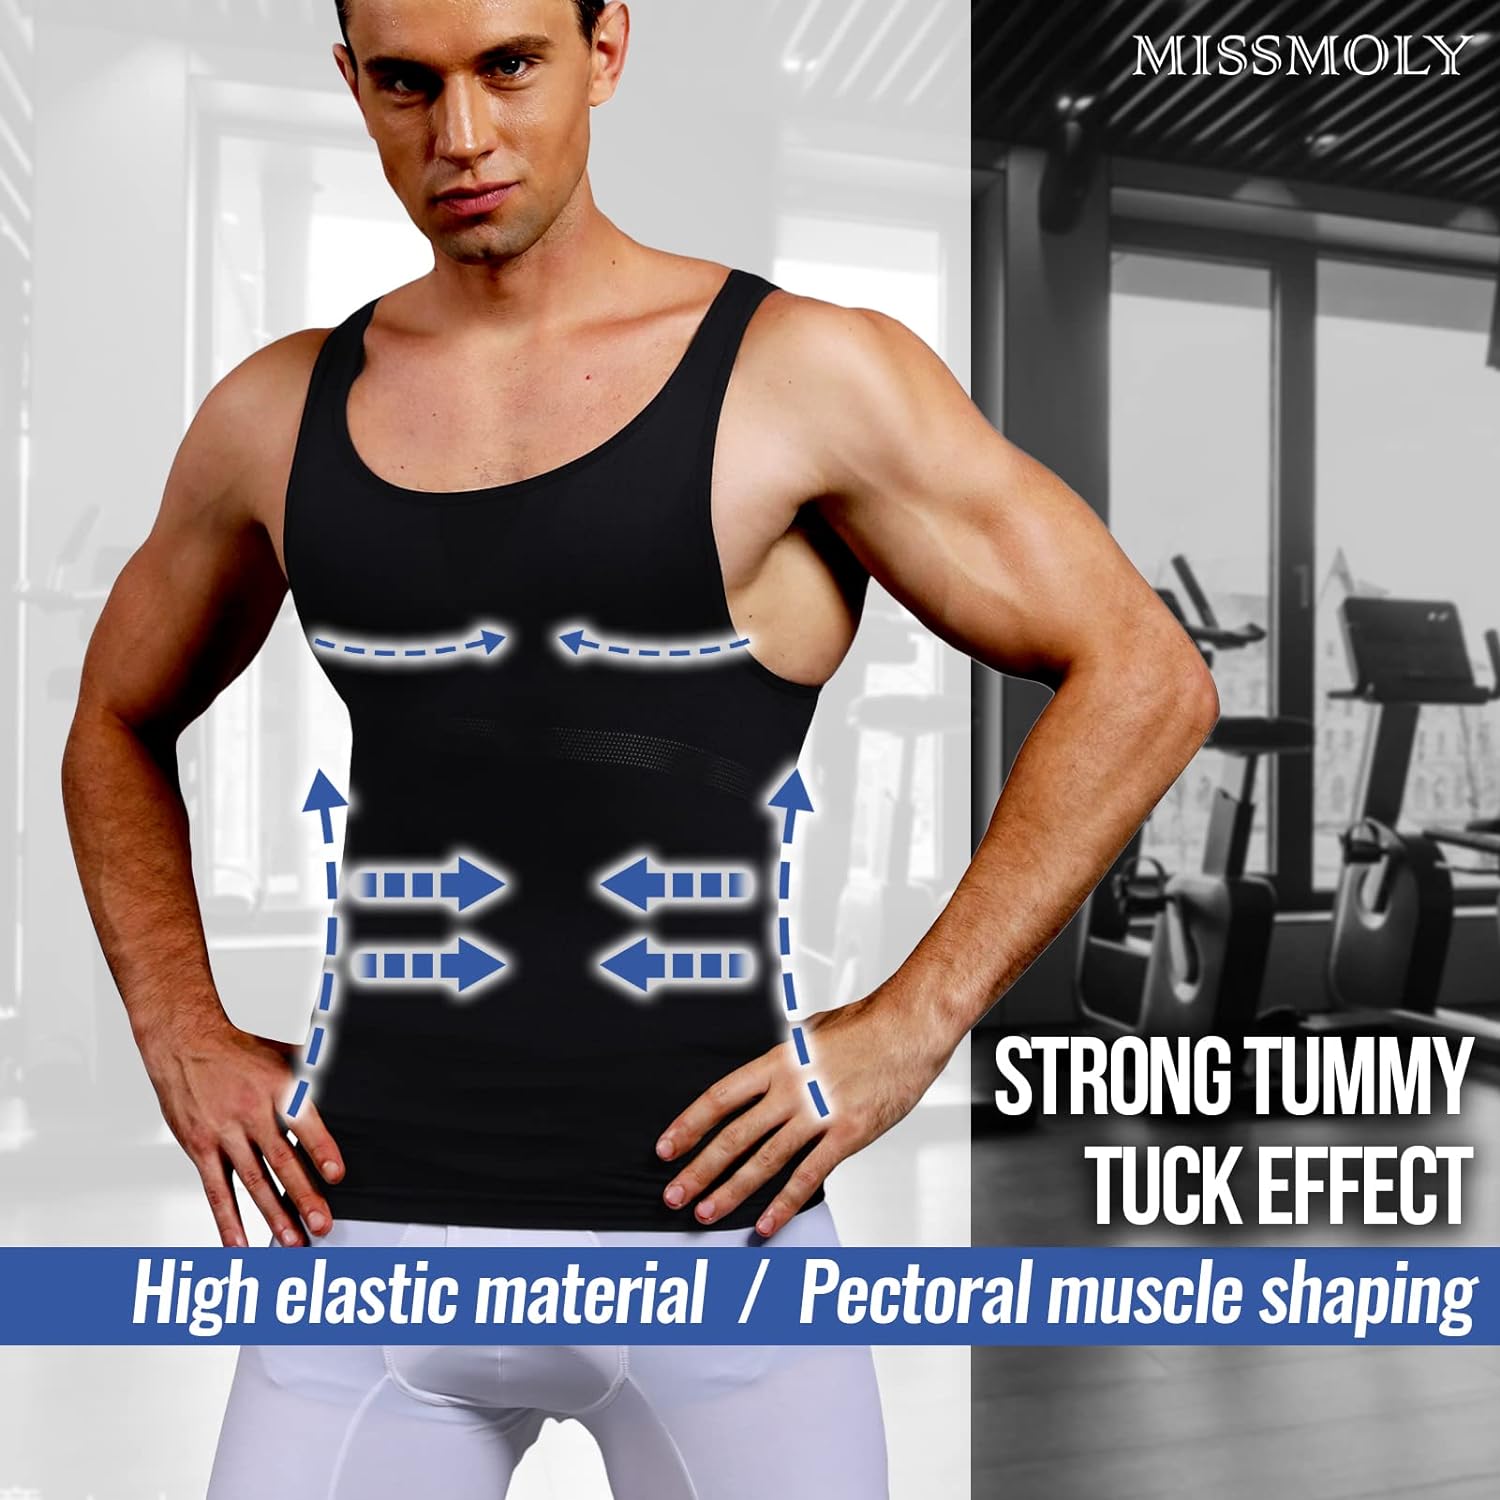 MISSMOLY
STRONG TUMMY
TUCK EFFECT
High elastic material / Pectoral muscle shaping